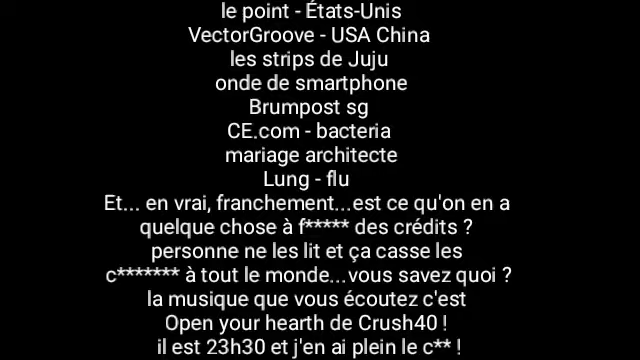 le point - États-Unis
VectorGroove - USA China
les strips de Juju
onde de smartphone
Brumpost sg
CE.com - bacteria
mariage architecte
Lung - flu
Et... en vrai, franchement...est ce qu'on en a
quelque chose à f***** des crédits ?
personne ne les lit et ça casse les
c******* à tout le monde...vous savez quoi ?
la musique que vous écoutez c'est
Open your hearth de Crush40 !
il est 23h30 et j'en ai plein le c** !